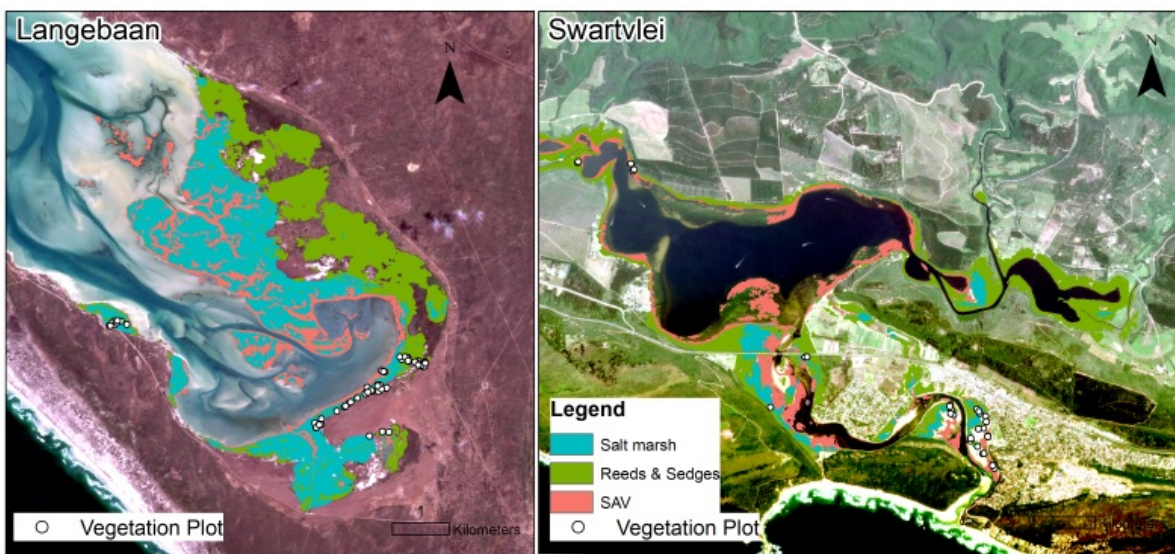 Langebaan
N
Vegetation Plot
1
Kilometers
Swartvlei
N
Legend
Salt marsh
Reeds & Sedges
SAV
Vegetation Plot